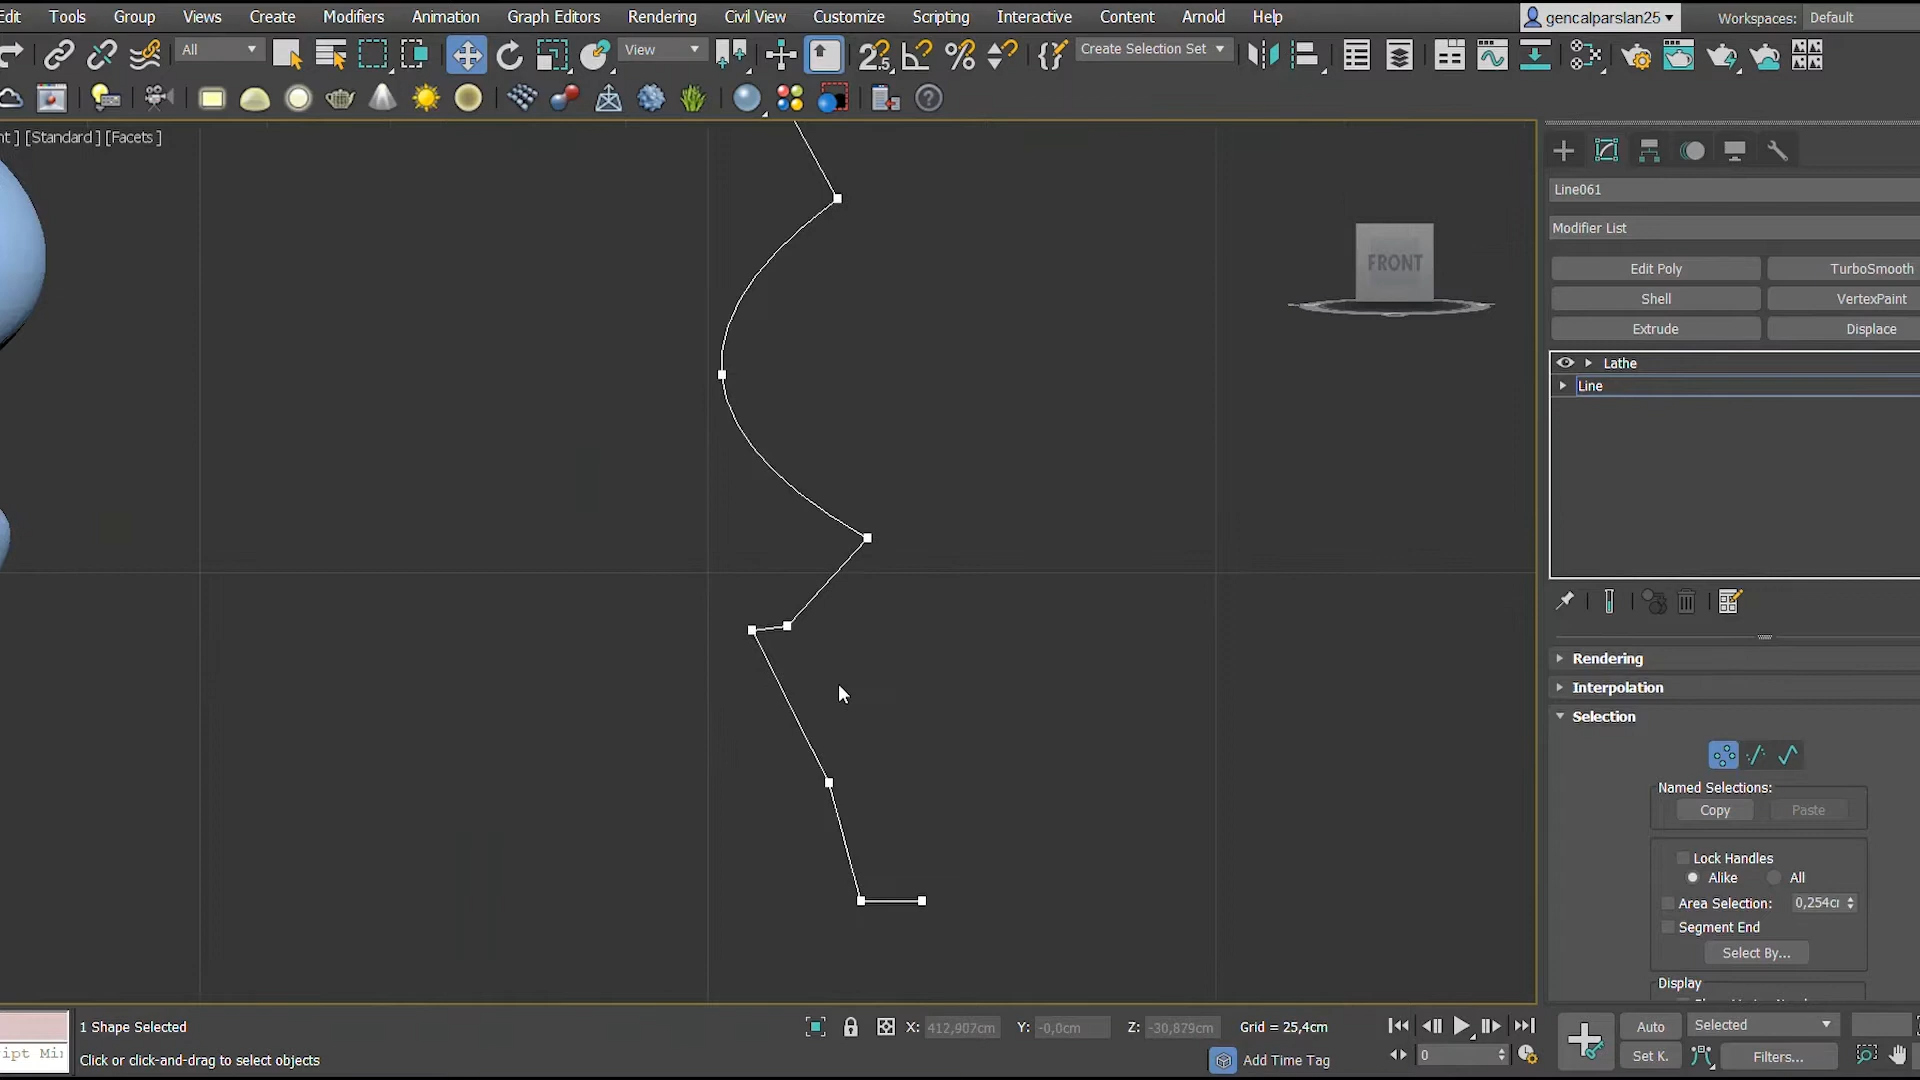 Edit Tools Group Views Create Modifiers Animation Graph Editors Rendering Civil View Customize Scripting Interactive Content Arnold Help gencalparslan25 Workspaces: Default
All View Create Selection Set
[Standard ] [Facets ]
FRONT
Line061
Modifier List
Edit Poly TurboSmooth
Shell VertexPaint
Extrude Displace
Lathe
Line
Rendering
Interpolation
Selection
Named Selections:
Copy Paste
Lock Handles
Alike All
Area Selection: 0,254cr
Segment End
Select By...
Display
1 Shape Selected X: 412,907cm Y: -0,0cm Z: -30,879cm Grid = 25,4cm Auto Selected
ipt Mi Click or click-and-drag to select objects Add Time Tag 0 Set K. Filters...